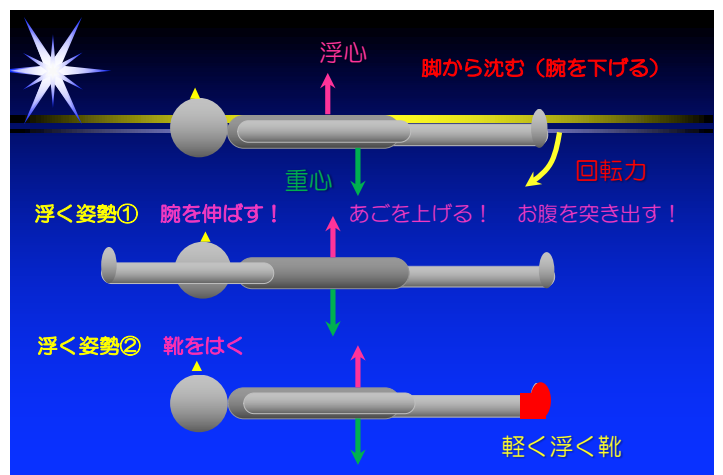 浮心
脚から沈む（腕を下げる）
重心
回転力
浮く姿勢① 腕を伸ばす！ あごを上げる！ お腹を突き出す！
浮く姿勢② 靴をはく
軽く浮く靴